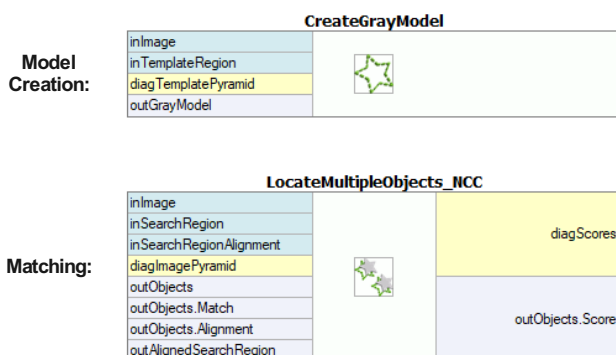 CreateGrayModel
Model
Creation:
inImage
inTemplateRegion
diagTemplatePyramid
outGrayModel
LocateMultipleObjects_NCC
Matching:
inImage
inSearchRegion
inSearchRegionAlignment
diagImagePyramid
outObjects
outObjects.Match
outObjects.Alignment
outAlignedSearchRegion
diagScores
outObjects.Score